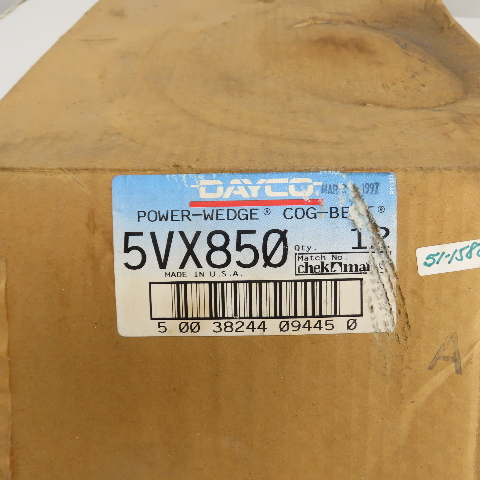 DAYCO
1997
POWER-WEDGE® COG-BELT®
5VX850
Qty. 12
Match No.
chek mate
MADE IN U.S.A.
5 00 38244 09445 0
A